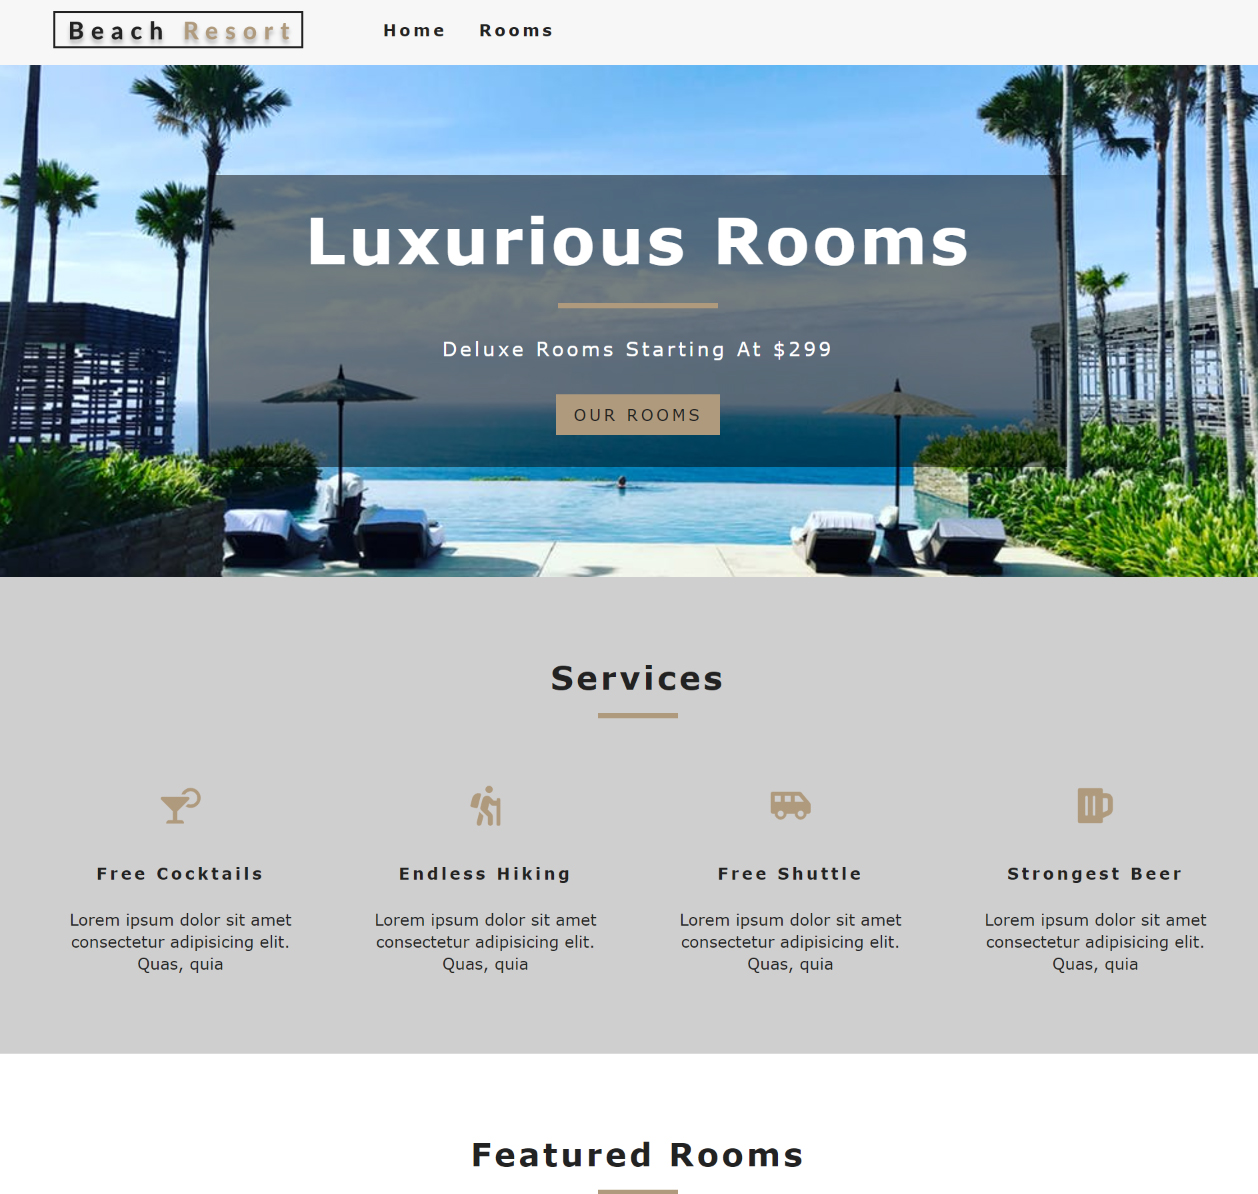 Beach Resort
Home Rooms
Luxurious Rooms
Deluxe Rooms Starting At $299
OUR ROOMS
Services
Free Cocktails
Lorem ipsum dolor sit amet
consectetur adipisicing elit.
Quas, quia
Endless Hiking
Lorem ipsum dolor sit amet
consectetur adipisicing elit.
Quas, quia
Free Shuttle
Lorem ipsum dolor sit amet
consectetur adipisicing elit.
Quas, quia
Strongest Beer
Lorem ipsum dolor sit amet
consectetur adipisicing elit.
Quas, quia
Featured Rooms